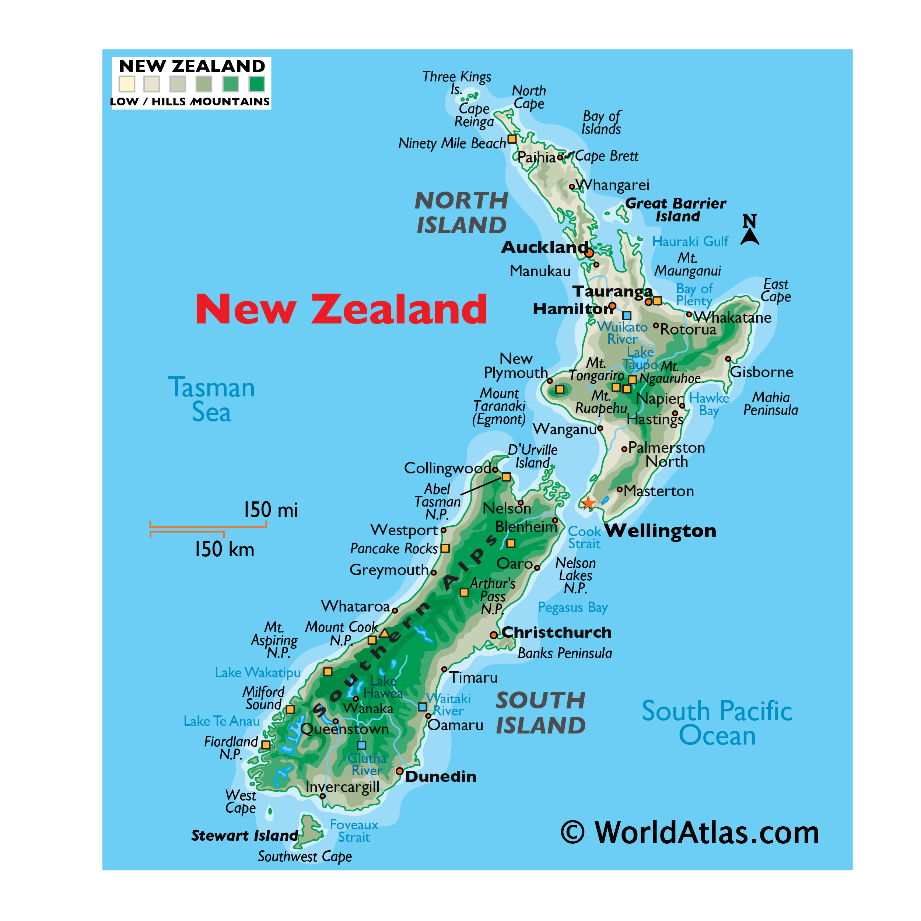 NEW ZEALAND
LOW / HILLS /MOUNTAINS
Three Kings
Is.
North
Cape
Cape
Reinga
Bay of
Islands
Ninety Mile Beach
Paihia
Cape Brett
Whangarei
NORTH
ISLAND
Great Barrier
Island
N
Auckland
Hauraki Gulf
Manukau
Mt.
Maunganui
Tauranga
Bay of
Plenty
East
Cape
New Zealand
Hamilton
Whakatane
Wuikato
River
Rotorua
Lake
Taupo
New
Plymouth
Mt.
Tongariro
Mt.
Ngauruhoe
Gisborne
Tasman
Sea
Mount
Taranaki
(Egmont)
Mt.
Ruapehu
Napier
Hawke
Bay
Mahia
Peninsula
Hastings
Wanganu
D'Urville
Island
Palmerston
North
Collingwood
Abel
Tasman
N.P.
Masterton
Nelson
150 mi
150 km
Westport
Blenheim
Cook
Strait
Wellington
Pancake Rocks
Greymouth
Oaro
Nelson
Lakes
N.P.
Southern Alps
Arthur's
Pass
N.P.
Whataroa
Pegasus Bay
Mt.
Aspiring
N.P.
Mount Cook
N.P.
Christchurch
Banks Peninsula
Lake Wakatipu
Timaru
Lake
Hawea
Milford
Sound
Wanaka
Waitaki
River
SOUTH
ISLAND
Lake Te Anau
Queenstown
Oamaru
South Pacific
Ocean
Fiordland
N.P.
Clutha
River
Dunedin
West
Cape
Invercargill
Stewart Island
Foveaux
Strait
Southwest Cape
© WorldAtlas.com